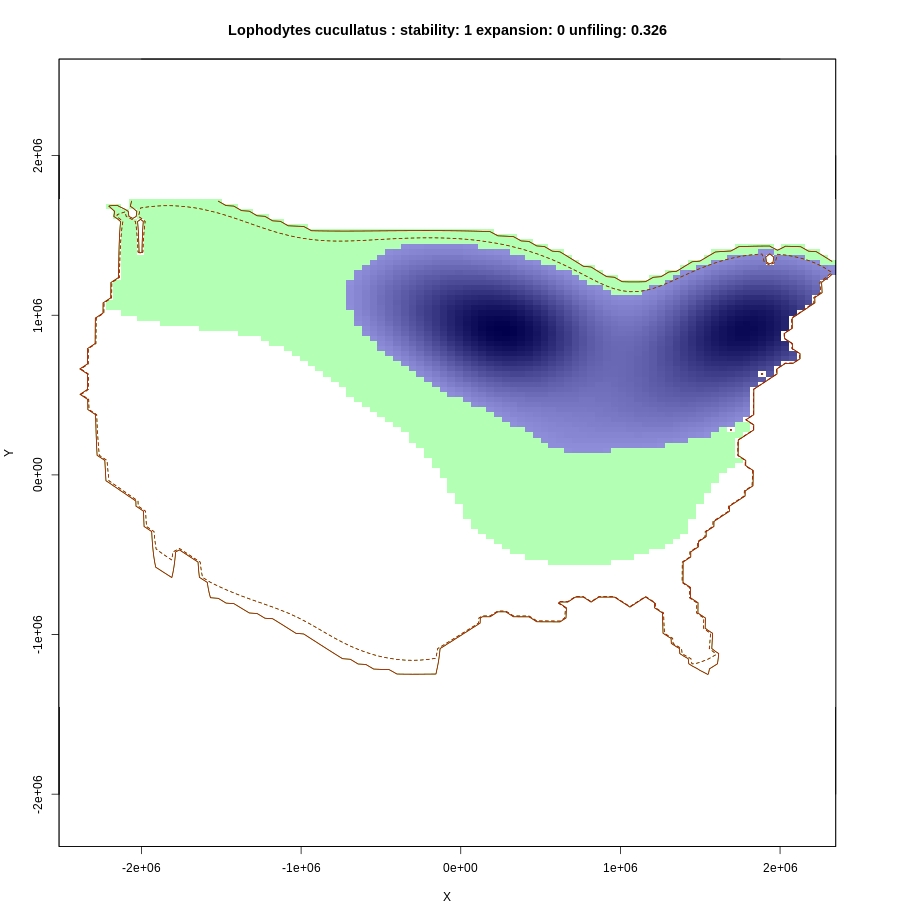 Lophodytes cucullatus : stability: 1 expansion: 0 unfiling: 0.326
2e+06
1e+06
0e+00
-1e+06
-2e+06
Y
-2e+06 -1e+06 0e+00 1e+06 2e+06
X